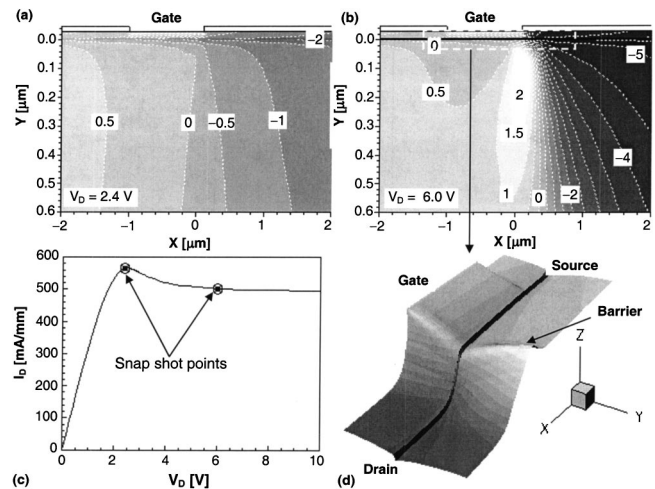 (a)
Gate
0.0
0.1
0.2
0.3
0.4
0.5
0.6
Y [µm]
−2
0.5
0
−0.5
−1
V_D = 2.4 V
−2
−1
0
1
2
X [µm]
(b)
Gate
0.0
0.1
0.2
0.3
0.4
0.5
0.6
Y [µm]
0
−5
0.5
2
1.5
−4
1
0
−2
V_D = 6.0 V
−2
−1
0
1
2
X [µm]
600
500
400
300
200
100
0
I_D [mA/mm]
Snap shot points
0
2
4
6
8
10
V_D [V]
(c)
Source
Gate
Barrier
Z
X
Y
Drain
(d)